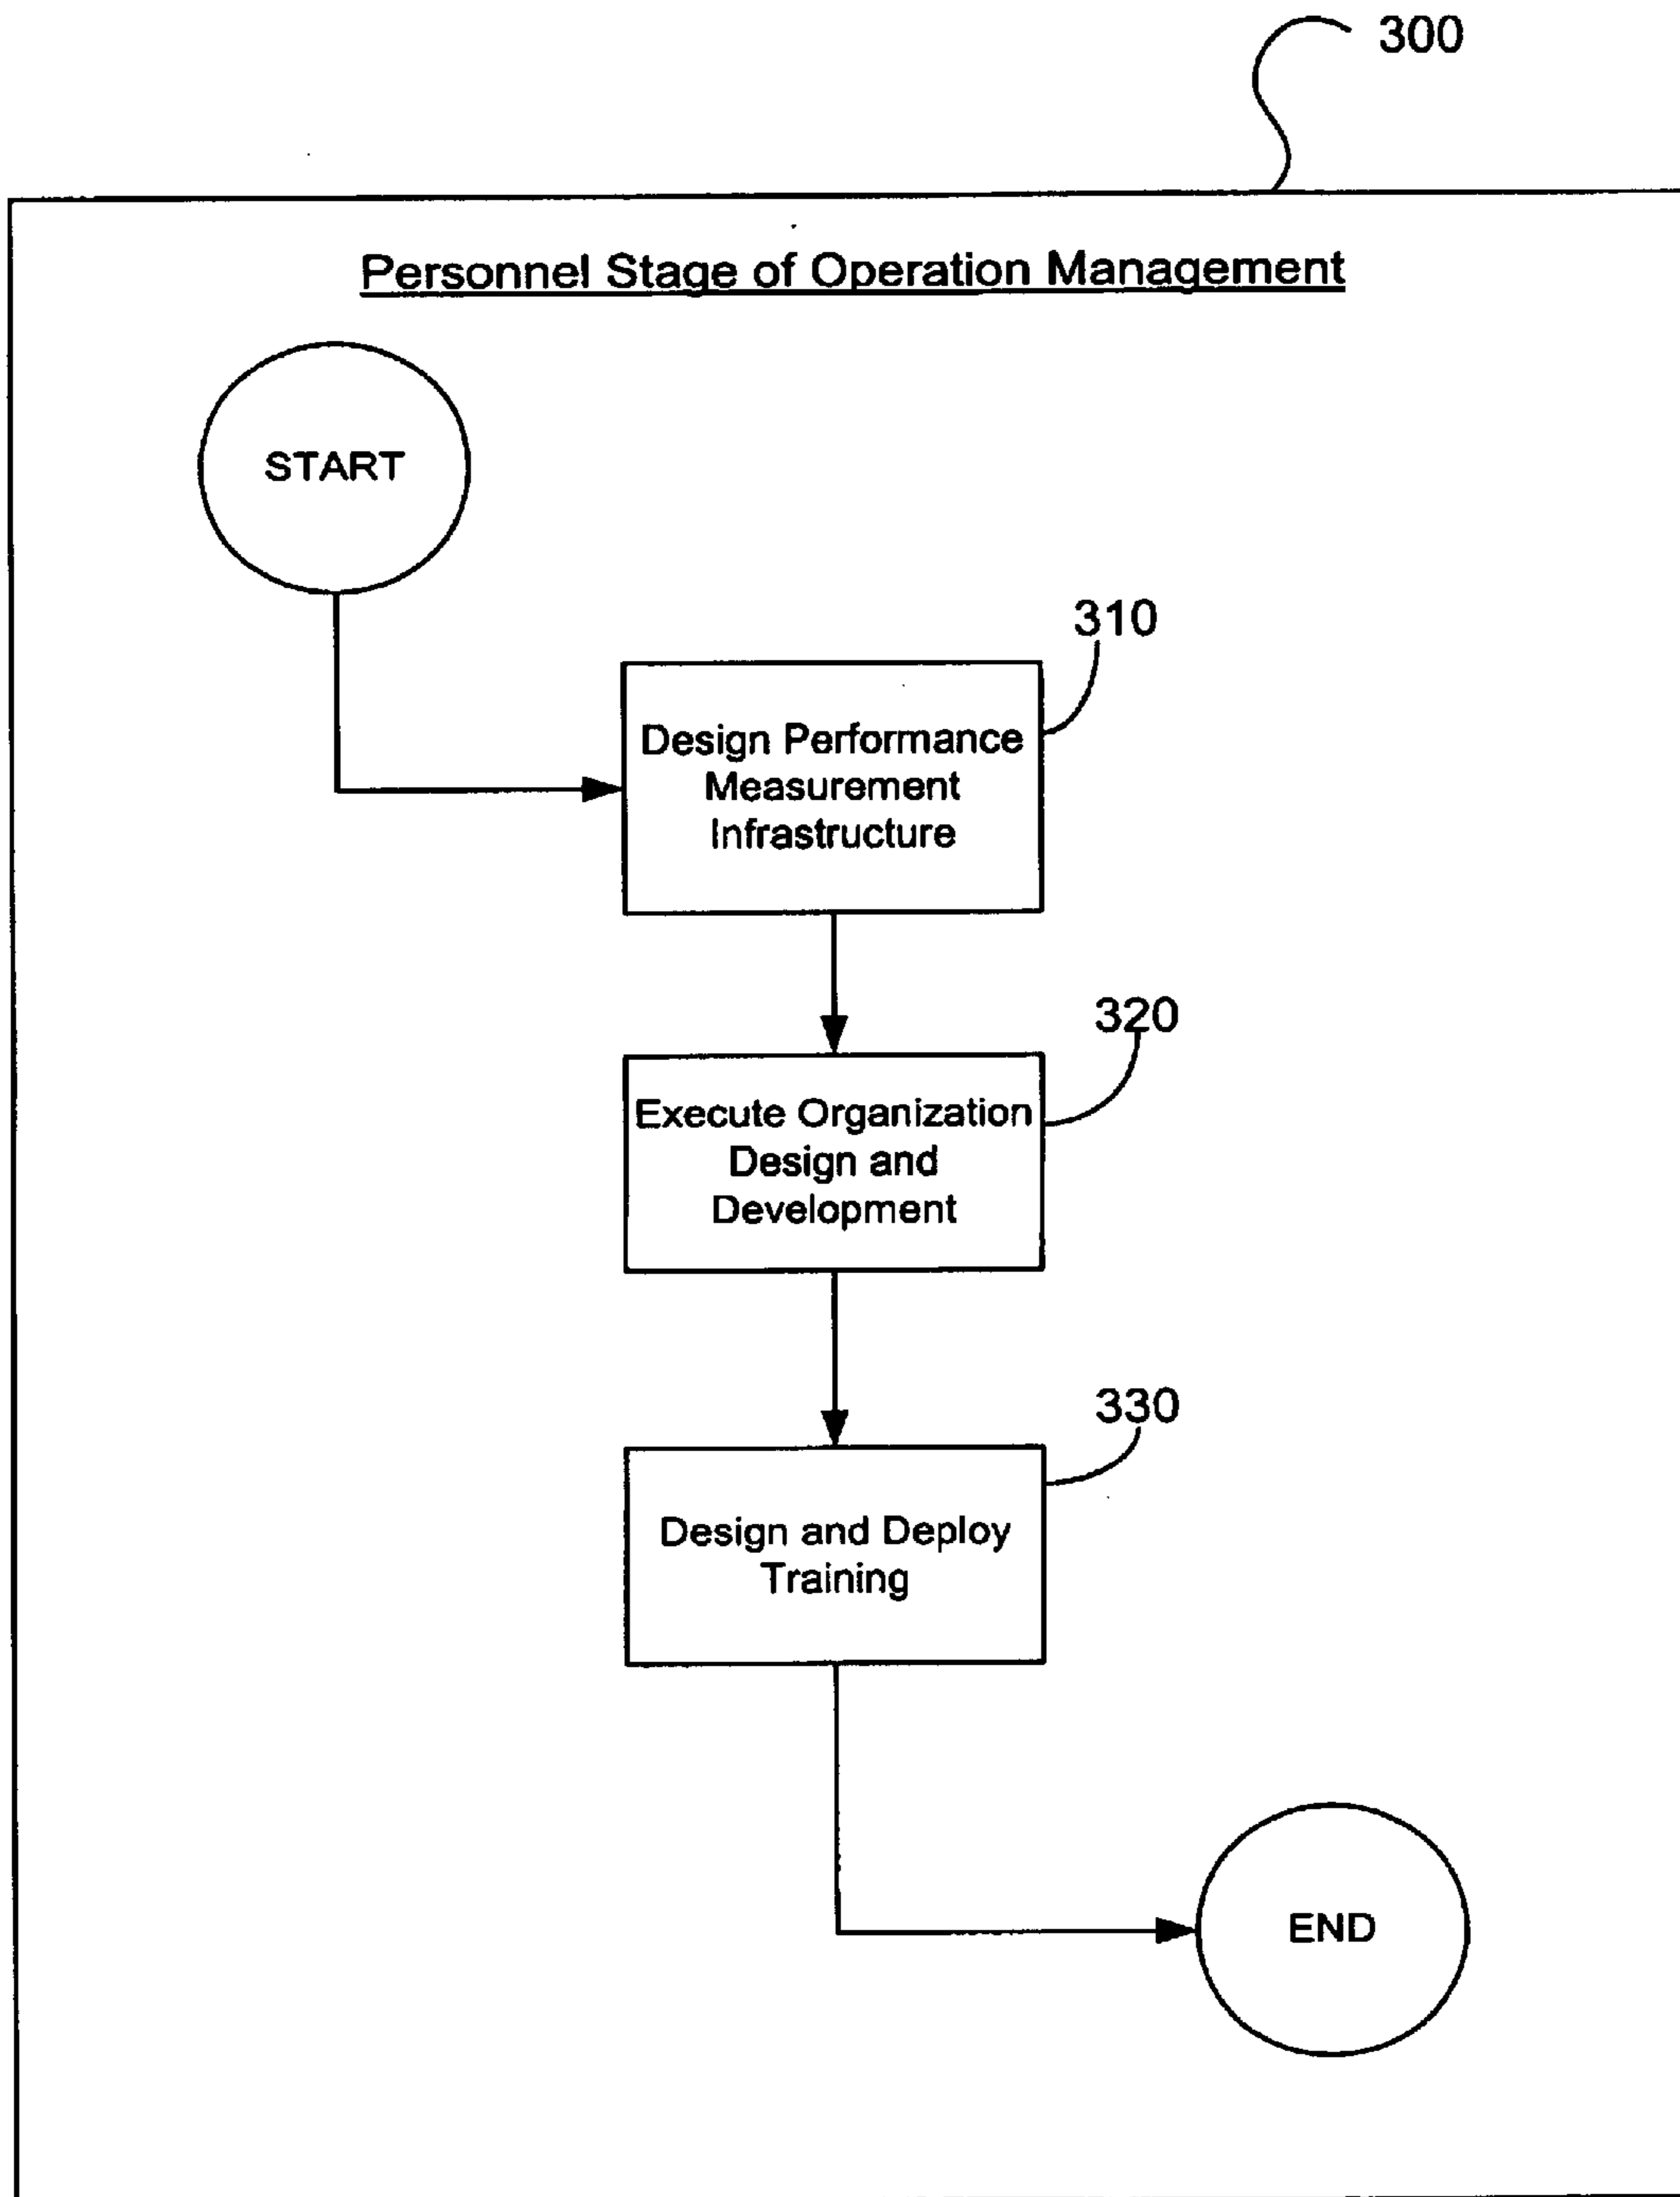 300
Personnel Stage of Operation Management
START
310
Design Performance
Measurement
Infrastructure
320
Execute Organization
Design and
Development
330
Design and Deploy
Training
END